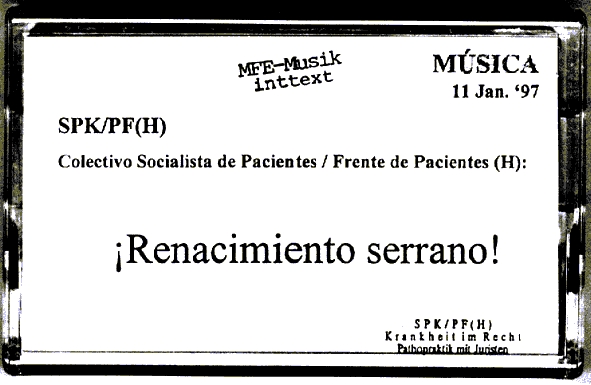 MFE-Musik
inttext
MÚSICA
11 Jan. ‘97
SPK/PF(H)
Colectivo Socialista de Pacientes / Frente de Pacientes (H):
¡Renacimiento serrano!
SPK/PF(H)
Krankheit im Recht
Pathopraktik mit Juristen